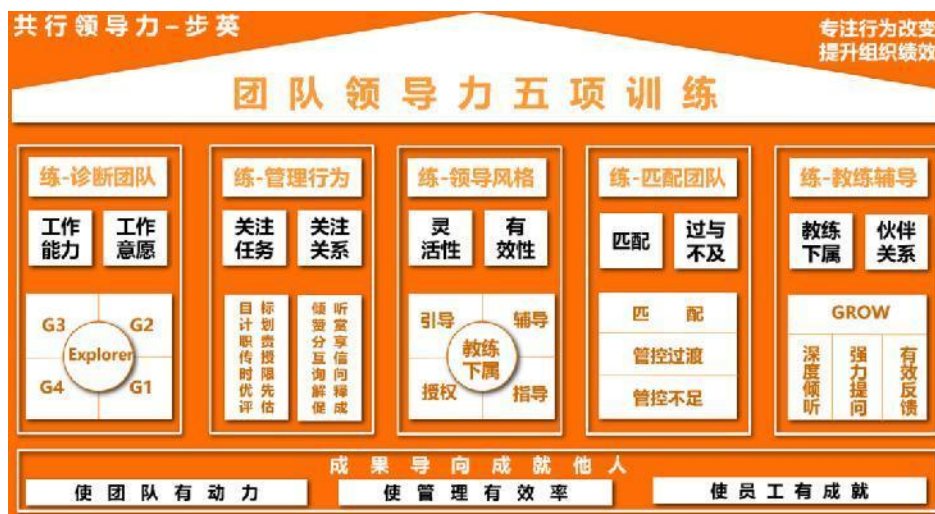 共行领导力-步英
专注行为改变
提升组织绩效
团队领导力五项训练
练-诊断团队
工作
能力
工作
意愿
G3
G2
Explorer
G4
G1
练-管理行为
关注
任务
关注
关系
目标
计划
职责
传授
时限
优先
评估
倾听
赞赏
分享
互信
询问
解释
促成
练-领导风格
灵
活性
有
效性
引导
辅导
教练
下属
授权
指导
练-匹配团队
匹配
过与
不及
匹配
管控过渡
管控不足
练-教练辅导
教练
下属
伙伴
关系
GROW
深度倾听
强力提问
有效反馈
成果导向成就他人
使团队有动力
使管理有效率
使员工有成就